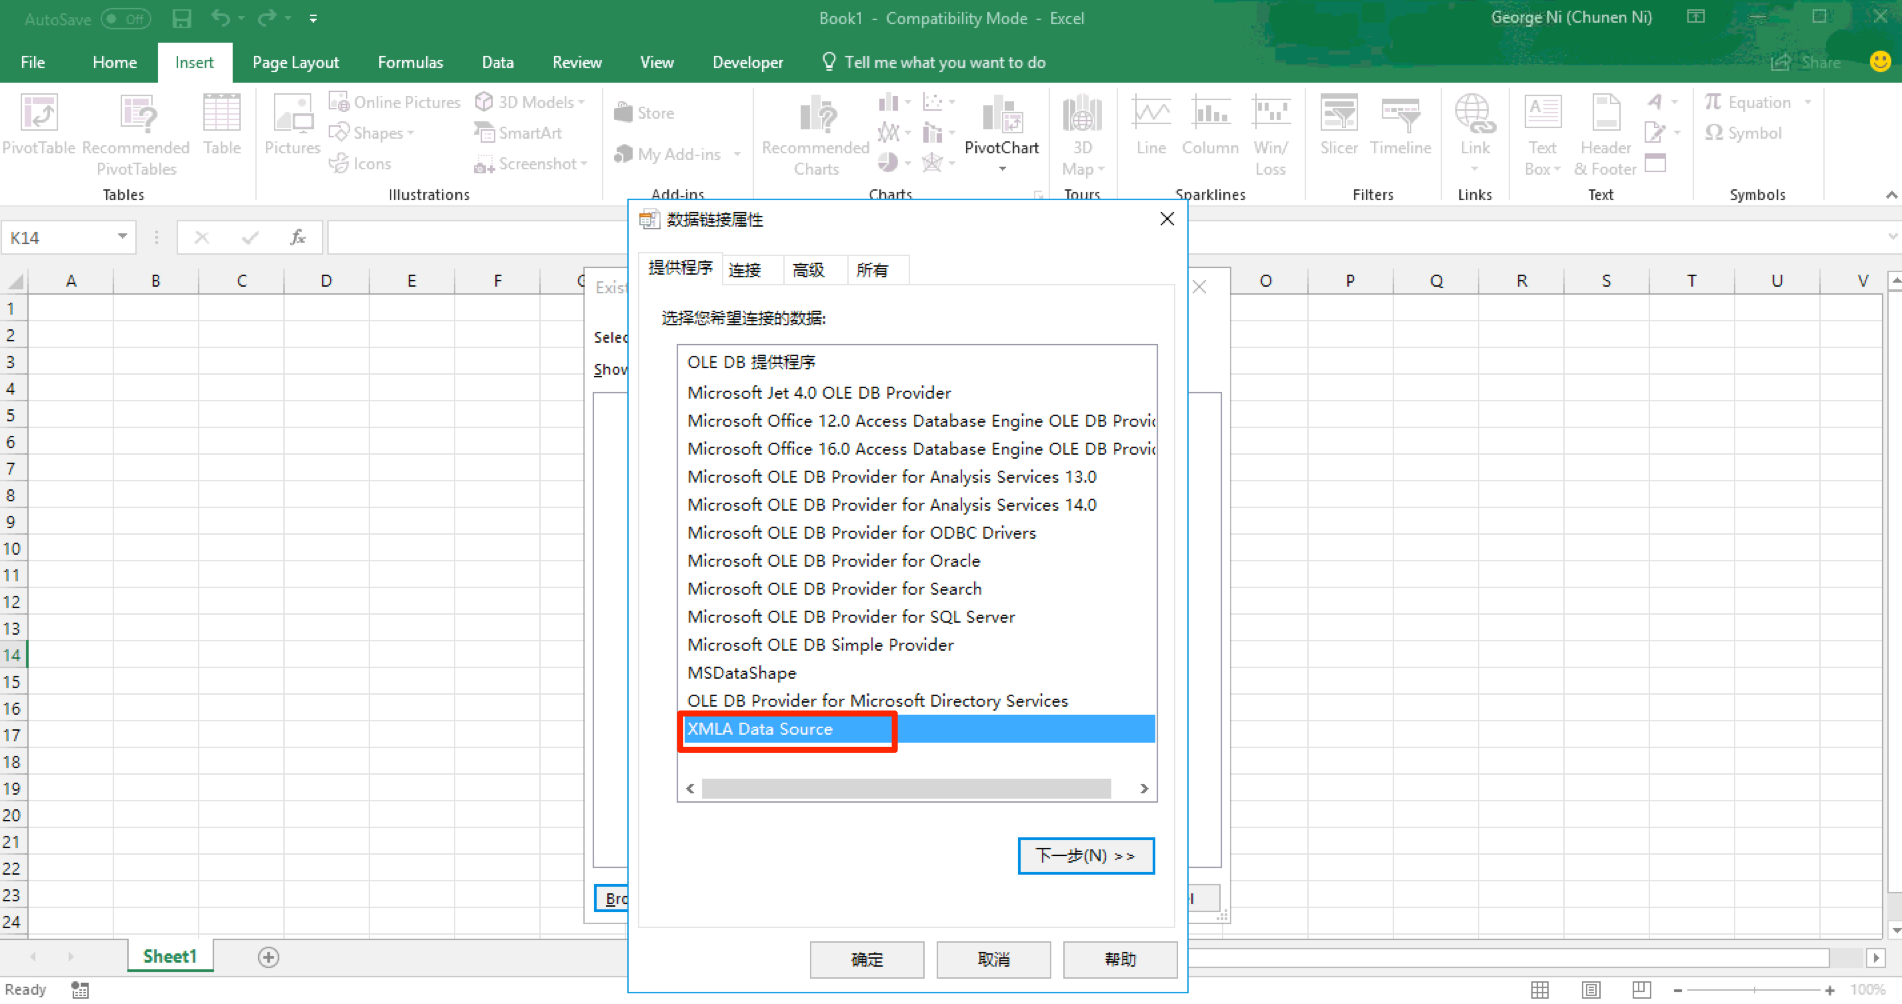 AutoSave Off
Book1 - Compatibility Mode - Excel
George Ni (Chunen Ni)
File Home Insert Page Layout Formulas Data Review View Developer Tell me what you want to do Share
PivotTable
Recommended
PivotTables
Table
Tables
Pictures
Online Pictures
Shapes
Icons
3D Models
SmartArt
Screenshot
Illustrations
Store
My Add-ins
Add-ins
Recommended
Charts
PivotChart
Charts
3D
Map
Tours
Line
Column
Win/
Loss
Sparklines
Slicer
Timeline
Filters
Link
Links
Text
Box
Header
& Footer
Text
Equation
Symbol
Symbols
K14
fx
A B C D E F O P Q R S T U V
1
2
3
4
5
6
7
8
9
10
11
12
13
14
15
16
17
18
19
20
21
22
23
24
数据链接属性
提供程序 连接 高级 所有
选择您希望连接的数据:
OLE DB 提供程序
Microsoft Jet 4.0 OLE DB Provider
Microsoft Office 12.0 Access Database Engine OLE DB Provi
Microsoft Office 16.0 Access Database Engine OLE DB Provi
Microsoft OLE DB Provider for Analysis Services 13.0
Microsoft OLE DB Provider for Analysis Services 14.0
Microsoft OLE DB Provider for ODBC Drivers
Microsoft OLE DB Provider for Oracle
Microsoft OLE DB Provider for Search
Microsoft OLE DB Provider for SQL Server
Microsoft OLE DB Simple Provider
MSDataShape
OLE DB Provider for Microsoft Directory Services
XMLA Data Source
下一步(N) >>
确定 取消 帮助
Exist
Selec
Show
Bro
Sheet1
Ready
100%